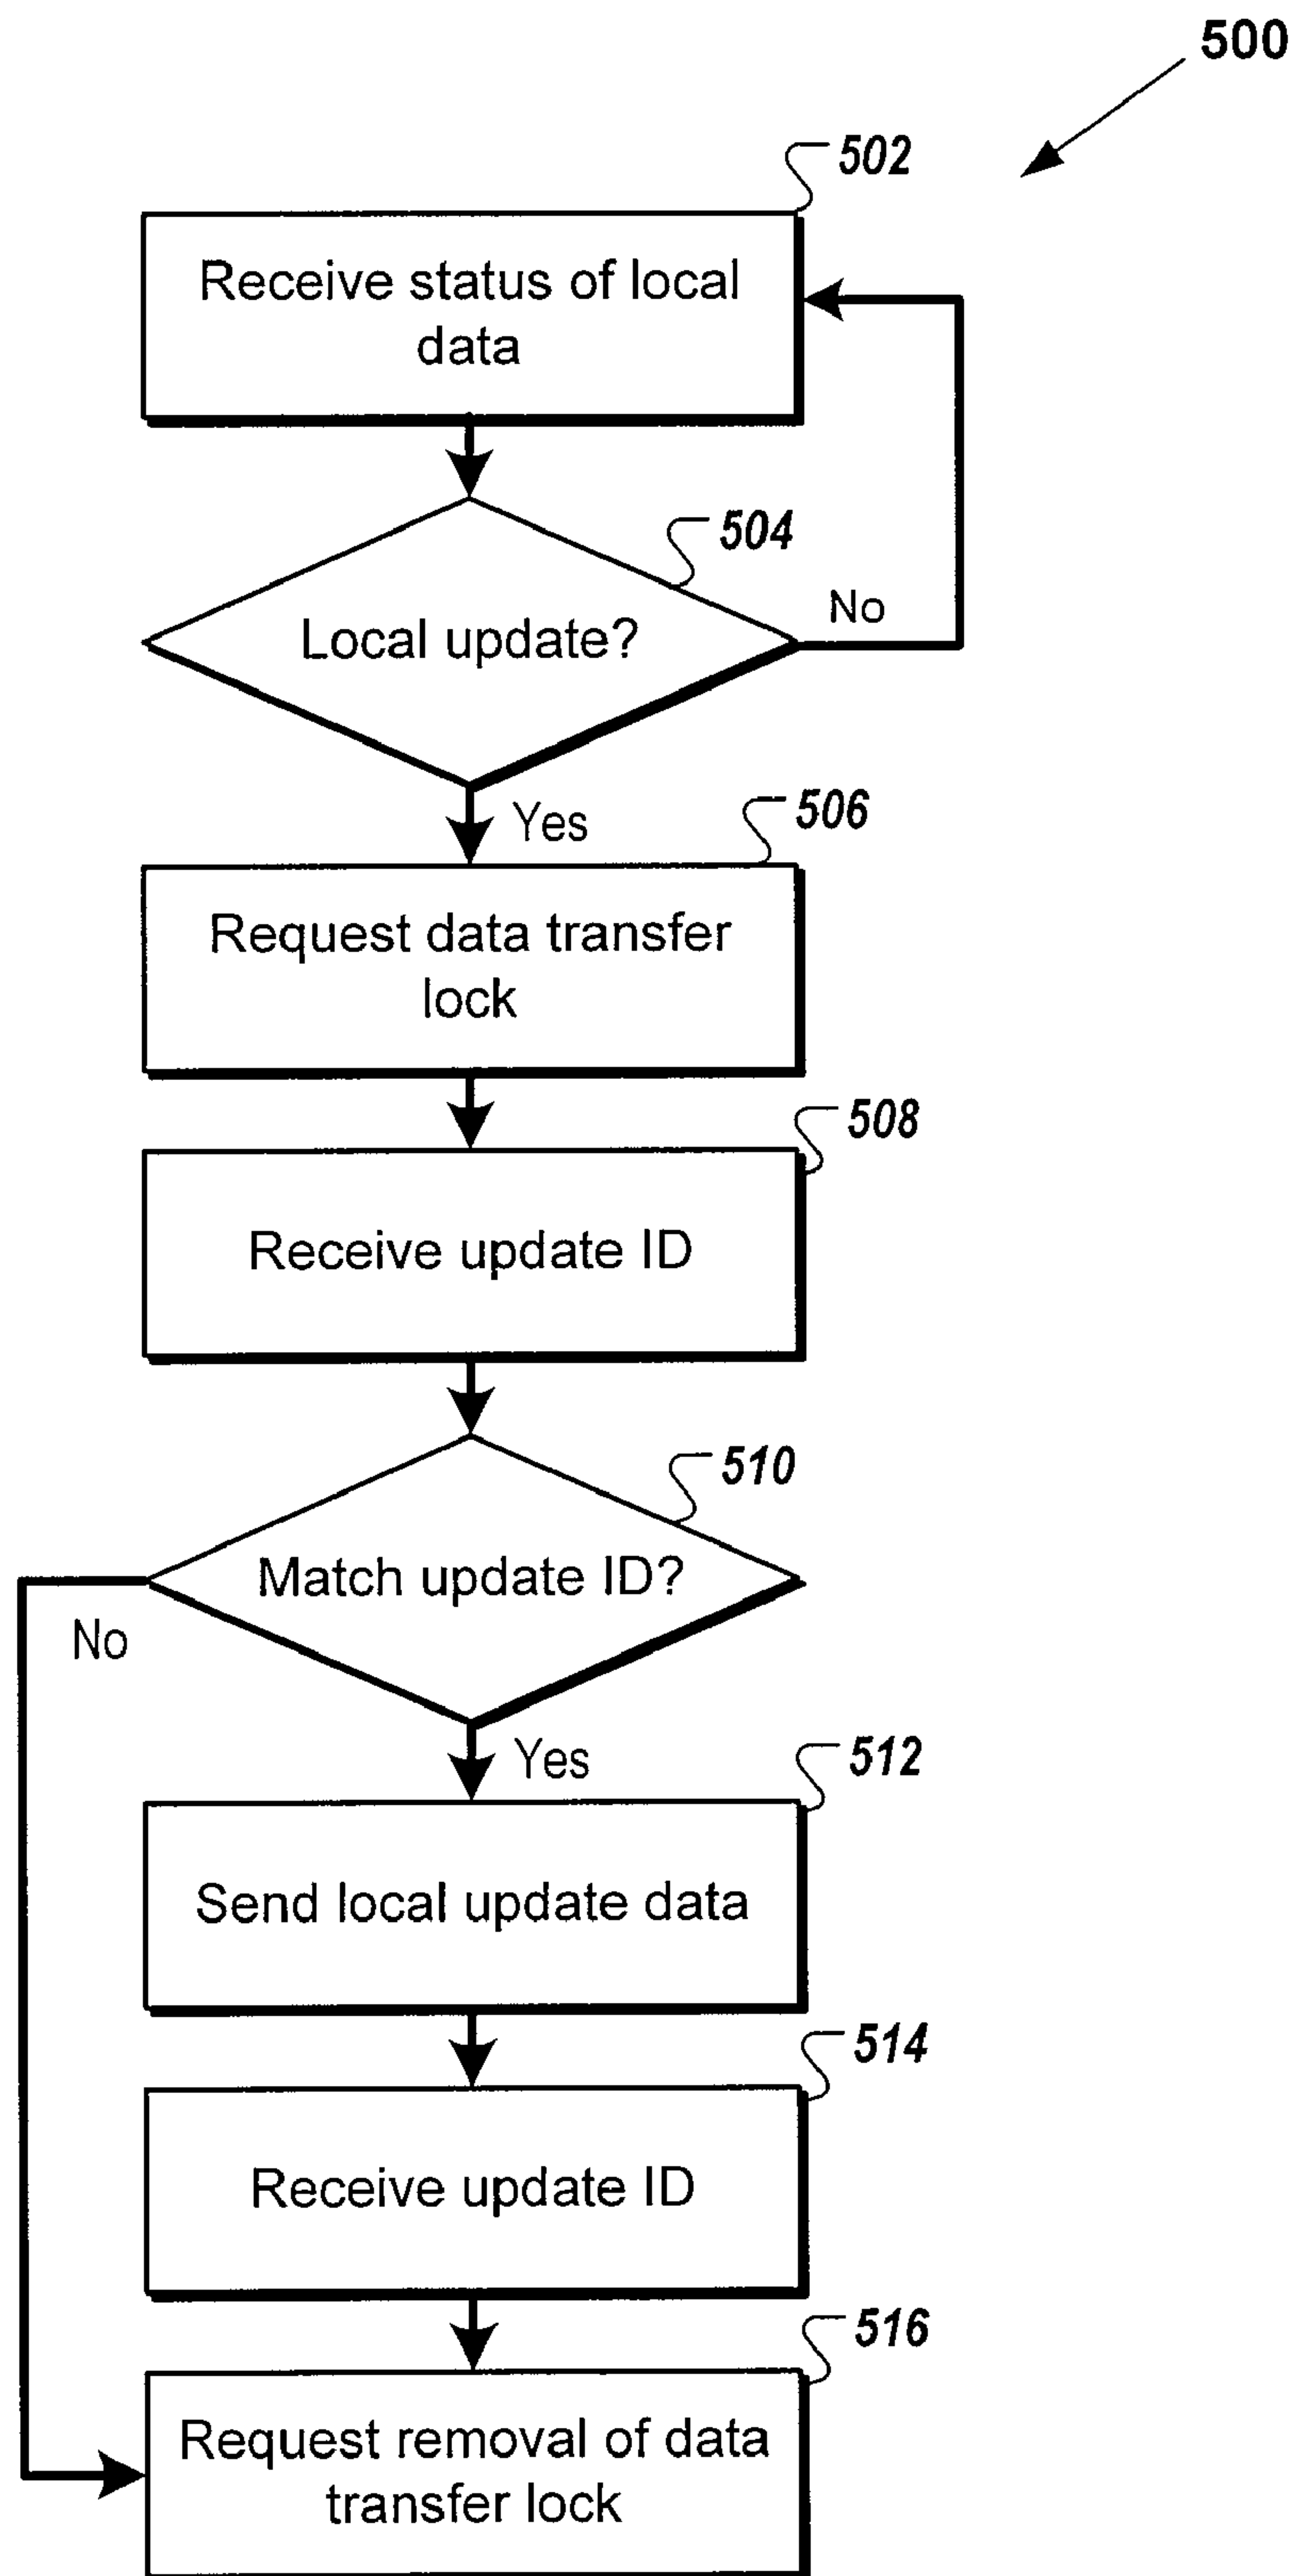 500
502
Receive status of local
data
504
Local update?
No
Yes
506
Request data transfer
lock
508
Receive update ID
510
Match update ID?
No
Yes
512
Send local update data
514
Receive update ID
516
Request removal of data
transfer lock